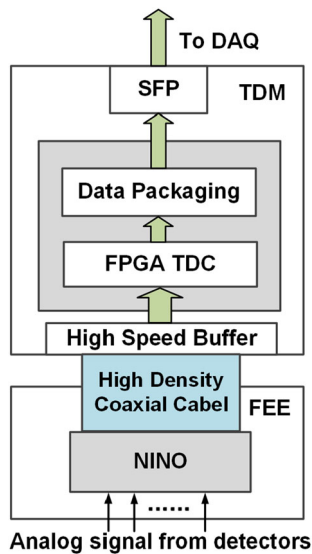 To DAQ
SFP
TDM
Data Packaging
FPGA TDC
High Speed Buffer
High Density
Coaxial Cabel
FEE
NINO
......
Analog signal from detectors